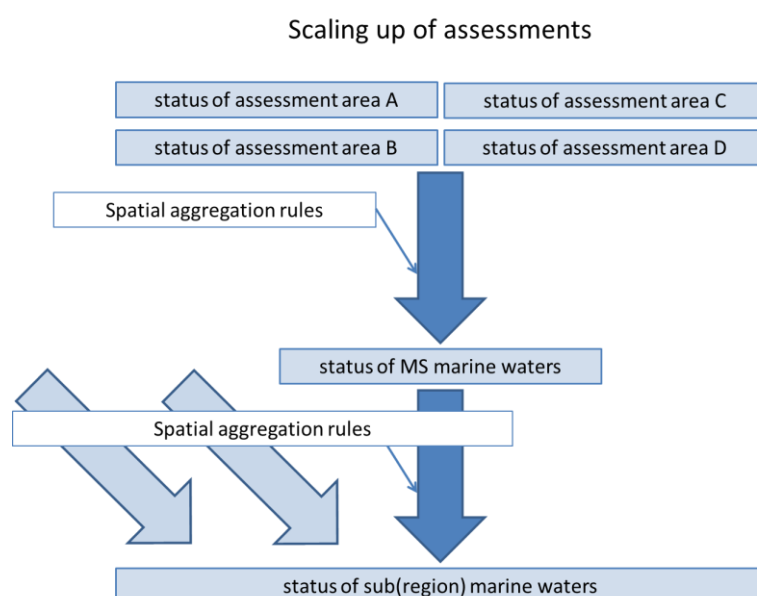 Scaling up of assessments
status of assessment area A
status of assessment area C
status of assessment area B
status of assessment area D
Spatial aggregation rules
status of MS marine waters
Spatial aggregation rules
status of sub(region) marine waters